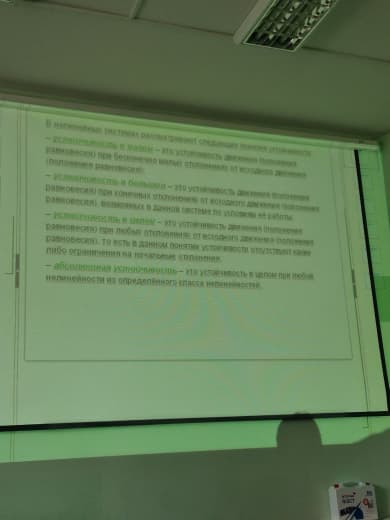 В нелинейных системах рассматривают следующие понятия устойчивости:
– устойчивость в малом – это устойчивость движения (положения
равновесия) при бесконечно малых отклонениях от исходного движения
(положения равновесия);
– устойчивость в большом – это устойчивость движения (положения
равновесия) при конечных отклонениях от исходного движения (положения
равновесия), возможных в данной системе по условиям её работы;
– устойчивость в целом – это устойчивость движения (положения
равновесия) при любых отклонениях от исходного движения (положения
равновесия), то есть в данном понятии устойчивости отсутствуют какие
либо ограничения на начальные отклонения;
– абсолютная устойчивость – это устойчивость в целом при любой
нелинейности из определённого класса нелинейностей.